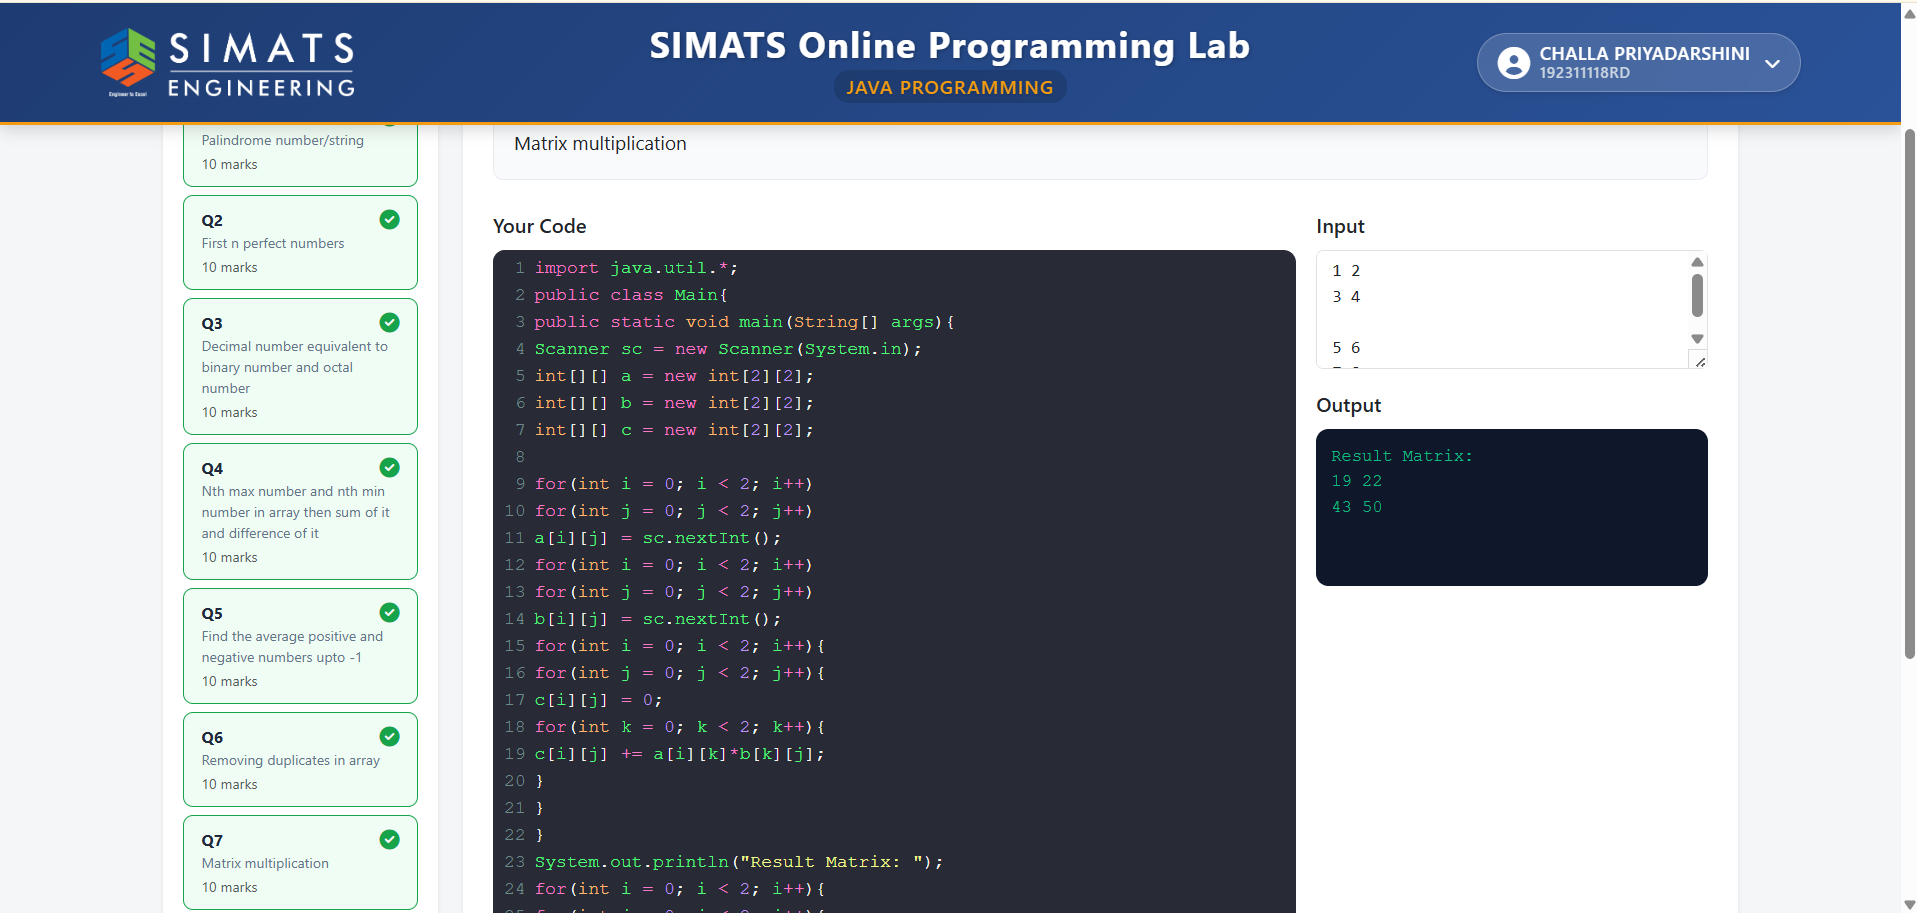 SIMATS
ENGINEERING
Engineer to Excel
SIMATS Online Programming Lab
JAVA PROGRAMMING
CHALLA PRIYADARSHINI
192311118RD
Palindrome number/string
10 marks
Q2
First n perfect numbers
10 marks
Q3
Decimal number equivalent to
binary number and octal
number
10 marks
Q4
Nth max number and nth min
number in array then sum of it
and difference of it
10 marks
Q5
Find the average positive and
negative numbers upto -1
10 marks
Q6
Removing duplicates in array
10 marks
Q7
Matrix multiplication
10 marks
Matrix multiplication
Your Code
1 import java.util.*;
2 public class Main{
3 public static void main(String[] args){
4 Scanner sc = new Scanner(System.in);
5 int[][] a = new int[2][2];
6 int[][] b = new int[2][2];
7 int[][] c = new int[2][2];
8
9 for(int i = 0; i < 2; i++)
10 for(int j = 0; j < 2; j++)
11 a[i][j] = sc.nextInt();
12 for(int i = 0; i < 2; i++)
13 for(int j = 0; j < 2; j++)
14 b[i][j] = sc.nextInt();
15 for(int i = 0; i < 2; i++){
16 for(int j = 0; j < 2; j++){
17 c[i][j] = 0;
18 for(int k = 0; k < 2; k++){
19 c[i][j] += a[i][k]*b[k][j];
20 }
21 }
22 }
23 System.out.println("Result Matrix: ");
24 for(int i = 0; i < 2; i++){
Input
1 2
3 4
5 6
Output
Result Matrix:
19 22
43 50